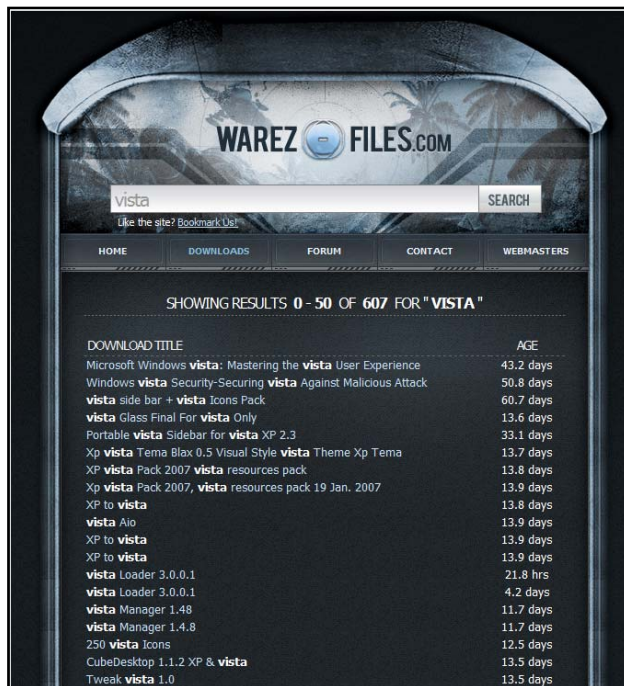 WAREZ FILES.COM
vista SEARCH
Like the site? Bookmark Us!
HOME DOWNLOADS FORUM CONTACT WEBMASTERS
SHOWING RESULTS 0 - 50 OF 607 FOR " VISTA "
DOWNLOAD TITLE AGE
Microsoft Windows vista: Mastering the vista User Experience 43.2 days
Windows vista Security-Securing vista Against Malicious Attack 50.8 days
vista side bar + vista Icons Pack 60.7 days
vista Glass Final For vista Only 13.6 days
Portable vista Sidebar for vista XP 2.3 33.1 days
Xp vista Tema Blax 0.5 Visual Style vista Theme Xp Tema 13.7 days
XP vista Pack 2007 vista resources pack 13.8 days
Xp vista Pack 2007, vista resources pack 19 Jan. 2007 13.9 days
XP to vista 13.8 days
vista Aio 13.9 days
XP to vista 13.9 days
XP to vista 13.9 days
vista Loader 3.0.0.1 21.8 hrs
vista Loader 3.0.0.1 4.2 days
vista Manager 1.48 11.7 days
vista Manager 1.4.8 11.7 days
250 vista Icons 12.5 days
CubeDesktop 1.1.2 XP & vista 13.5 days
Tweak vista 1.0 13.5 days